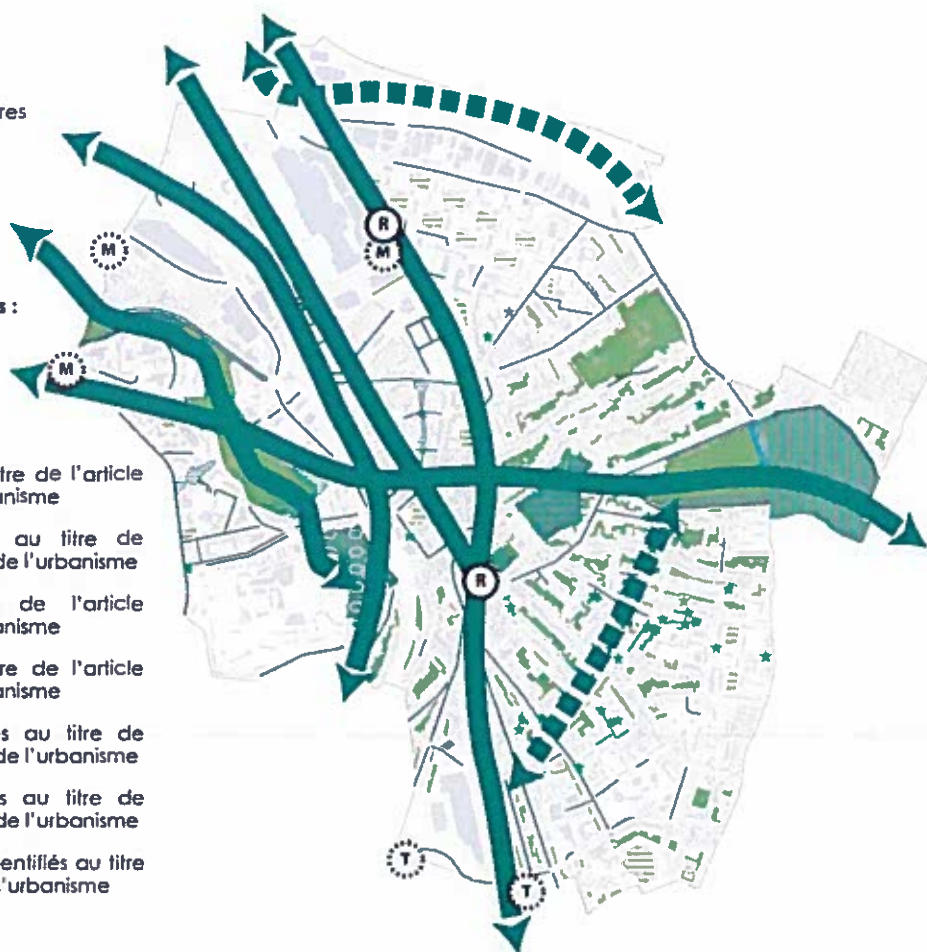 res
s :
tre de l'article
anisme
au titre de
de l'urbanisme
de l'article
anisme
re de l'article
anisme
s au titre de
de l'urbanisme
s au titre de
de l'urbanisme
entifiés au titre
l'urbanisme
R
M
M
M
R
T
T